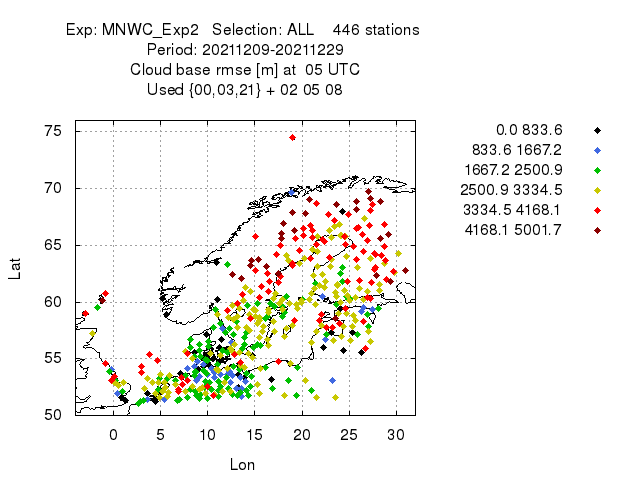 Exp: MNWC_Exp2 Selection: ALL 446 stations
Period: 20211209-20211229
Cloud base rmse [m] at 05 UTC
Used {00,03,21} + 02 05 08
0.0 833.6
833.6 1667.2
1667.2 2500.9
2500.9 3334.5
3334.5 4168.1
4168.1 5001.7
75
70
65
60
55
50
Lat
0 5 10 15 20 25 30
Lon